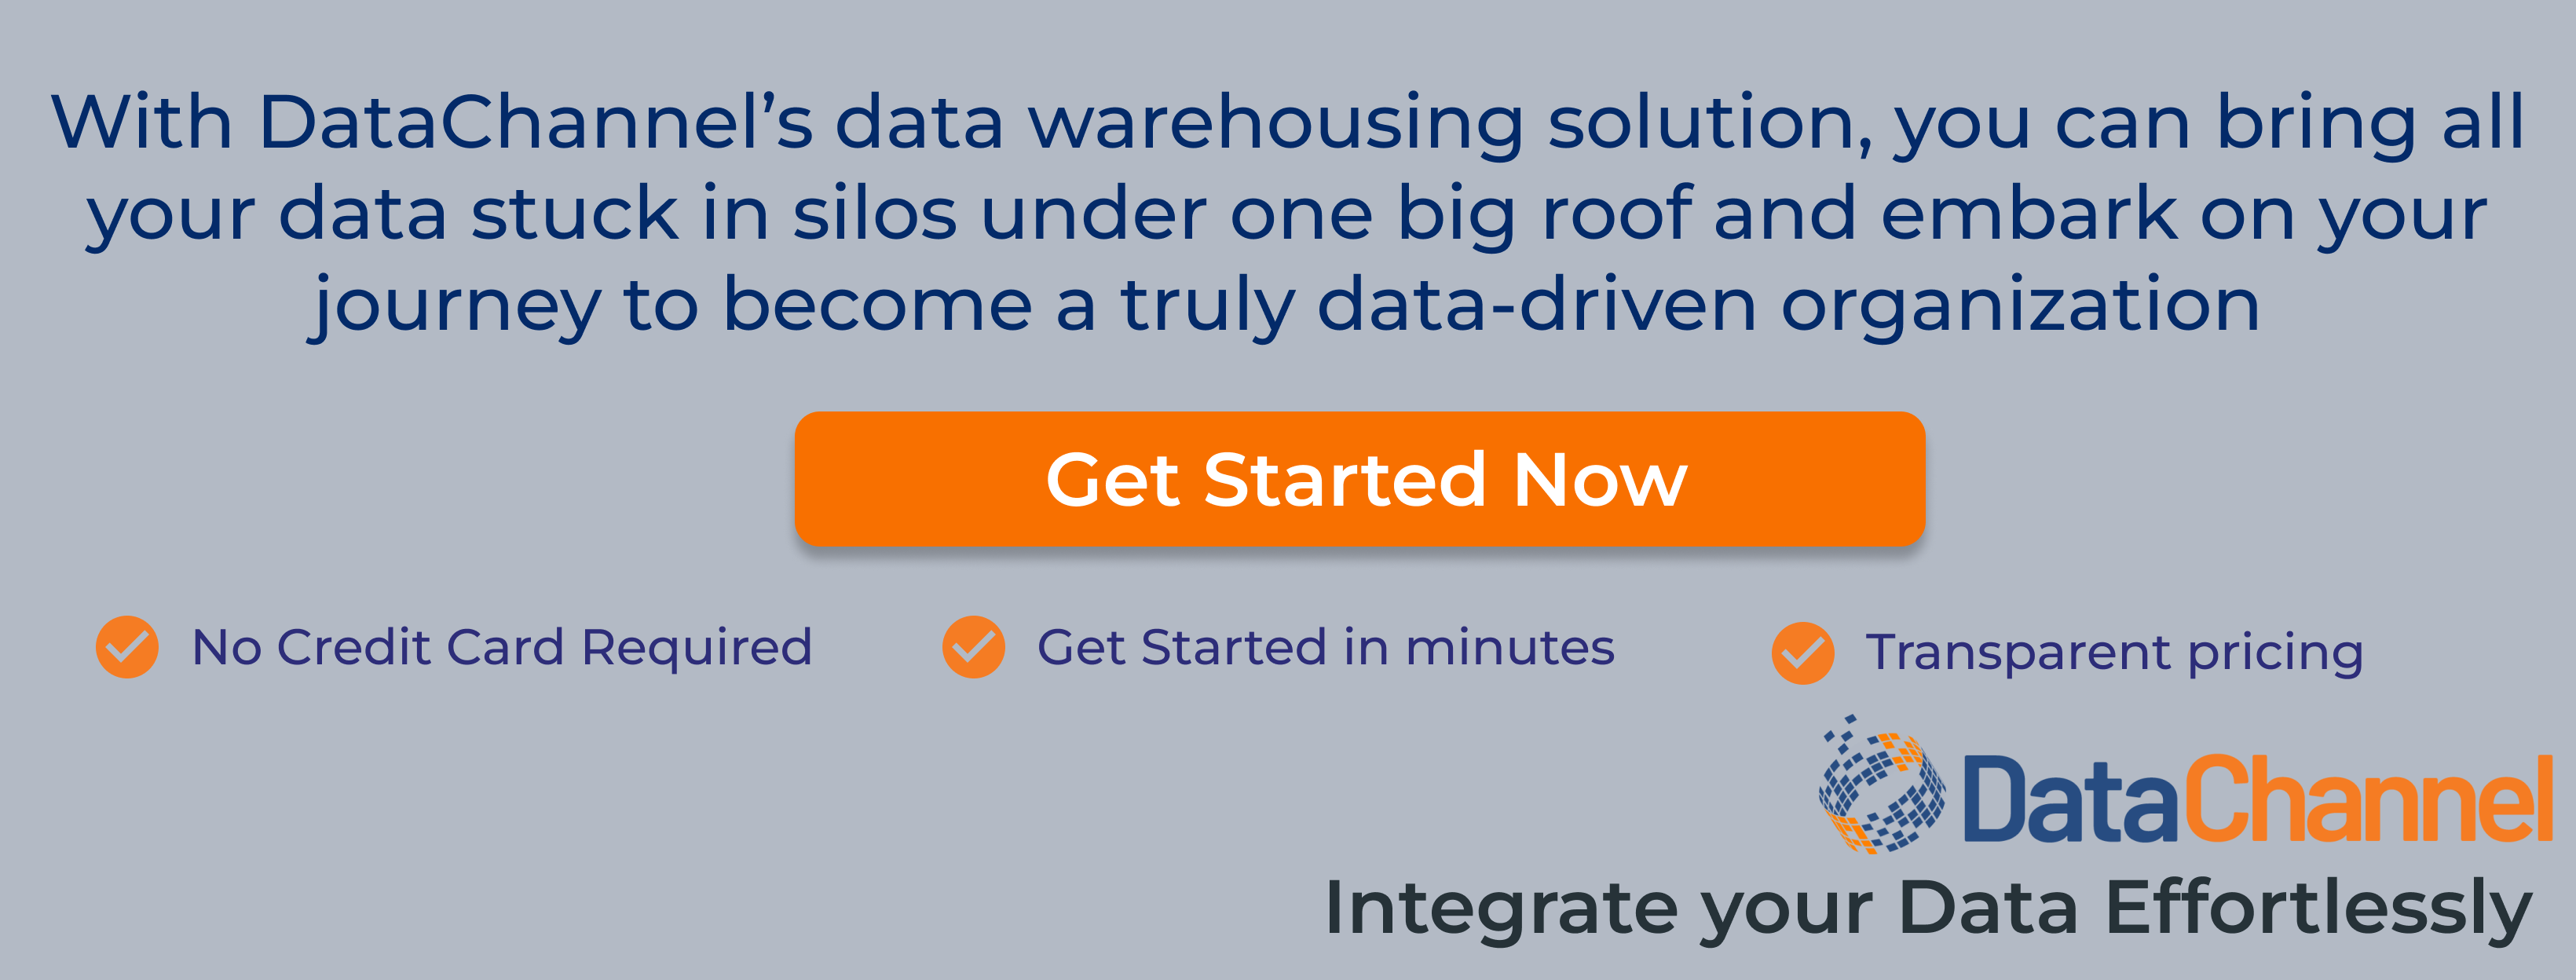 With DataChannel’s data warehousing solution, you can bring all
your data stuck in silos under one big roof and embark on your
journey to become a truly data-driven organization
Get Started Now
No Credit Card Required
Get Started in minutes
Transparent pricing
DataChannel
Integrate your Data Effortlessly